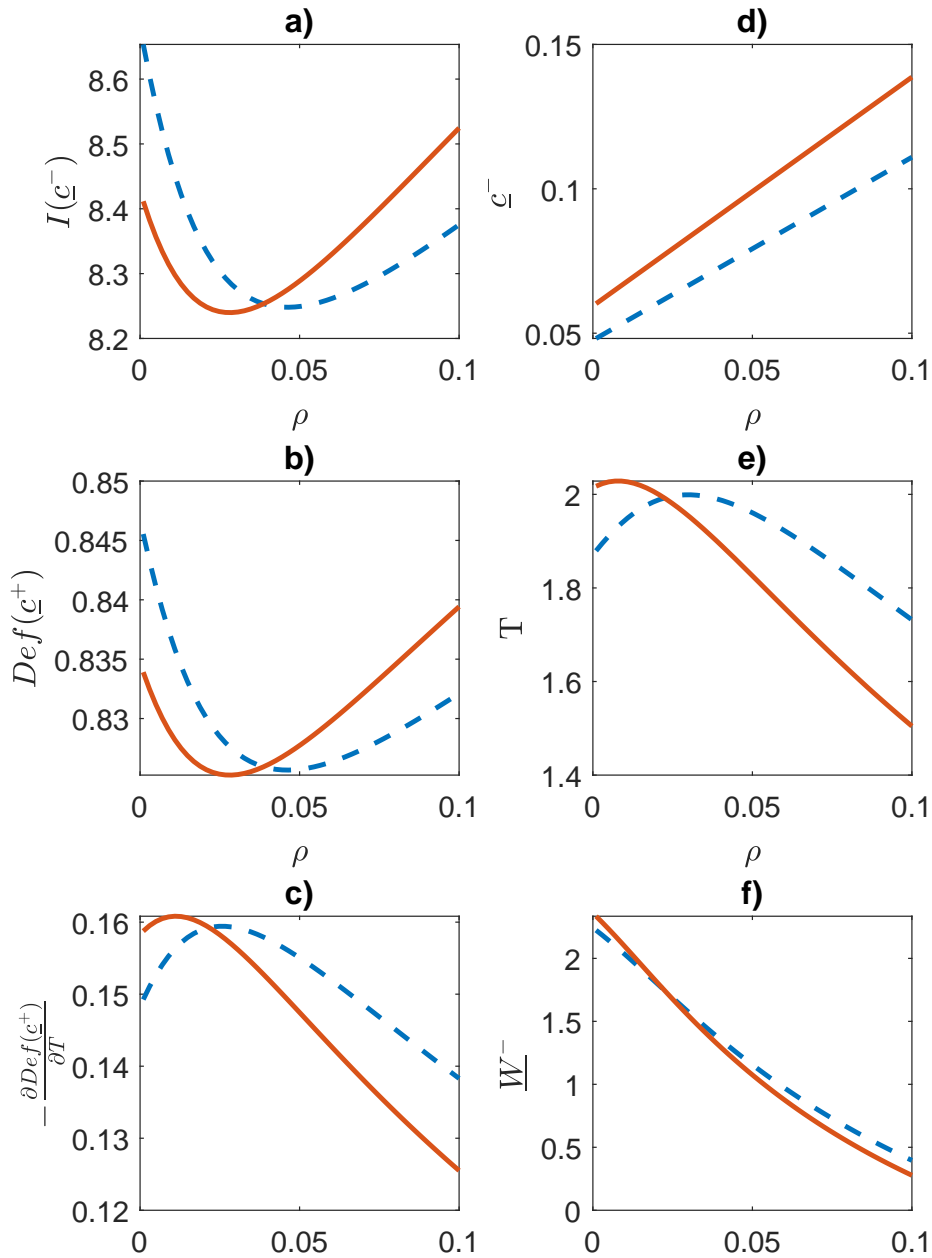 a)
8.6
8.5
8.4
8.3
8.2
I(c̲⁻)
0
0.05
0.1
ρ
d)
0.15
0.1
0.05
c̲⁻
0
0.05
0.1
ρ
b)
0.85
0.845
0.84
0.835
0.83
Def(c̲⁺)
0
0.05
0.1
ρ
e)
2
1.8
1.6
1.4
T
0
0.05
0.1
ρ
c)
0.16
0.15
0.14
0.13
0.12
−∂Def(c̲⁺)/∂T
0
0.05
0.1
f)
2
1.5
1
0.5
0
W̲⁻
0
0.05
0.1